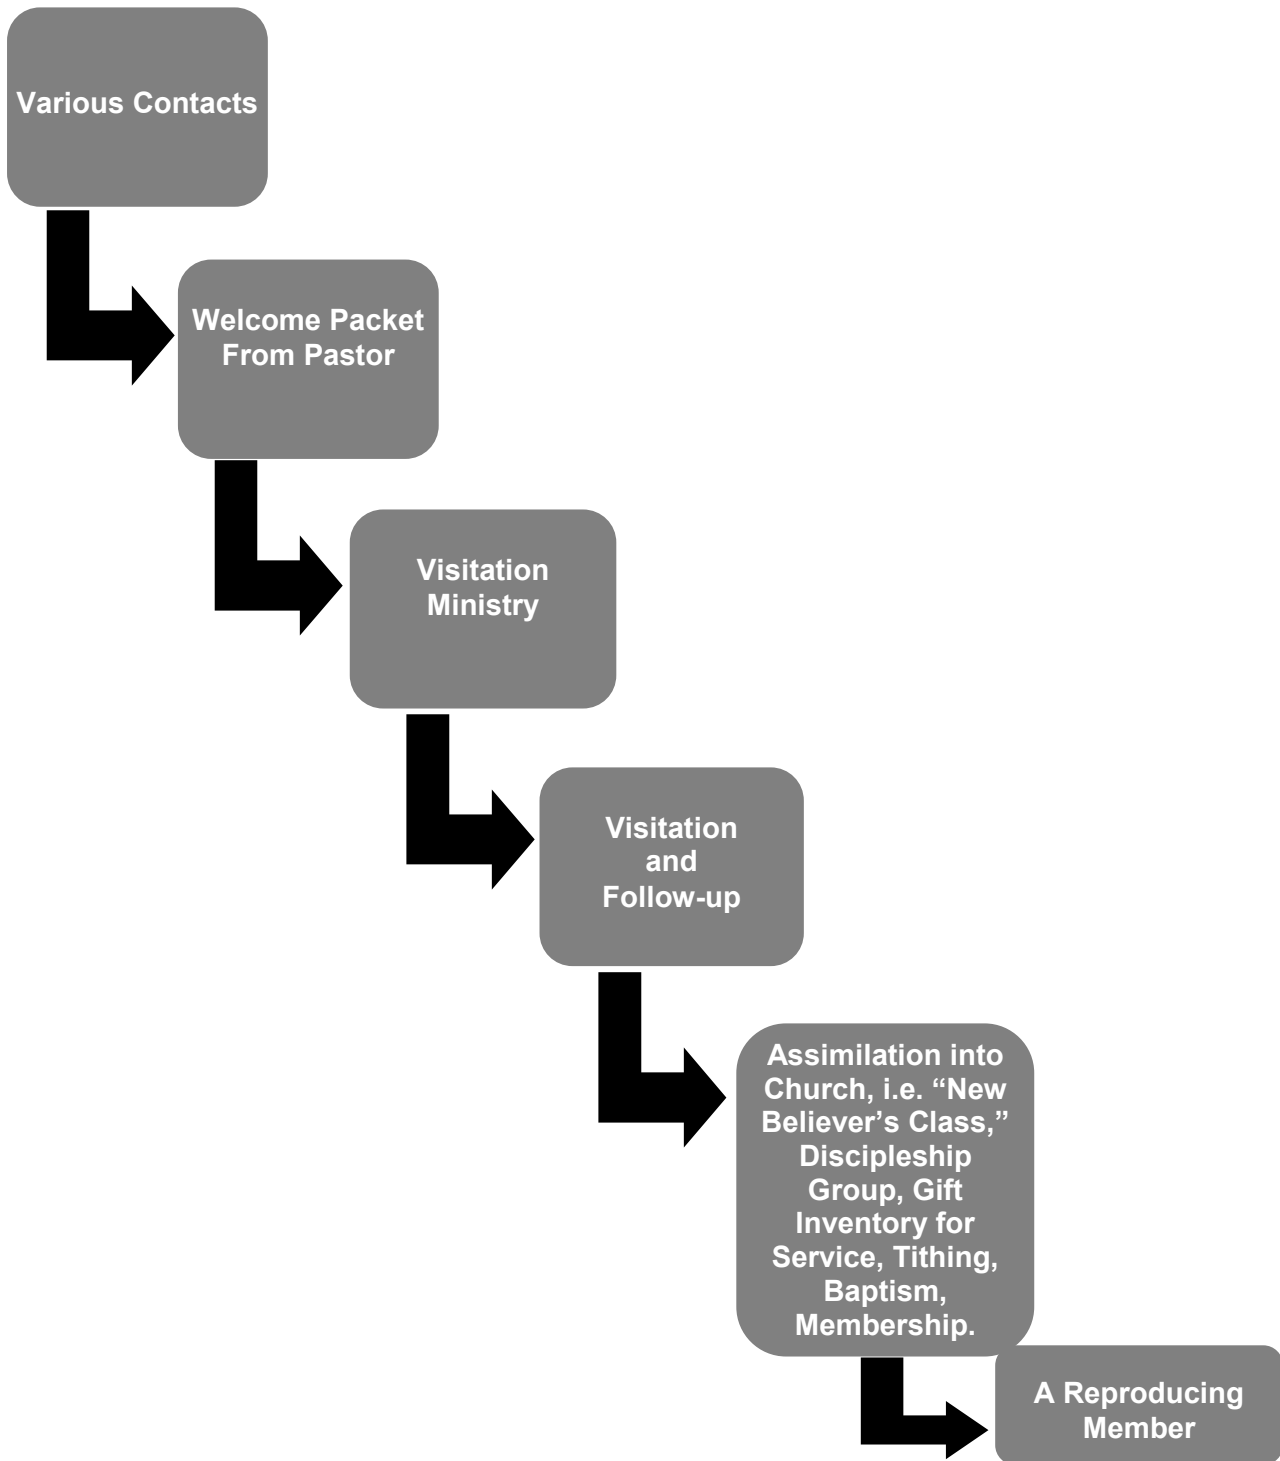 Various Contacts
Welcome Packet
From Pastor
Visitation
Ministry
Visitation
and
Follow-up
Assimilation into
Church, i.e. “New
Believer’s Class,”
Discipleship
Group, Gift
Inventory for
Service, Tithing,
Baptism,
Membership.
A Reproducing
Member